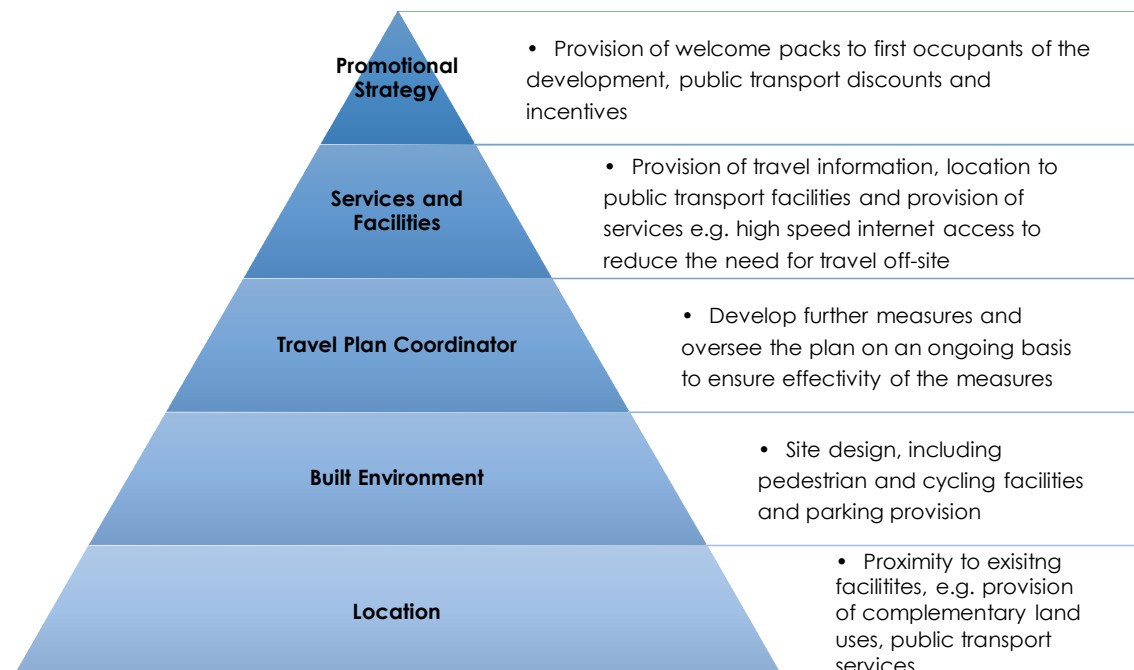 Promotional
Strategy
• Provision of welcome packs to first occupants of the
development, public transport discounts and
incentives
Services and
Facilities
• Provision of travel information, location to
public transport facilities and provision of
services e.g. high speed internet access to
reduce the need for travel off-site
Travel Plan Coordinator
• Develop further measures and
oversee the plan on an ongoing basis
to ensure effectivity of the measures
Built Environment
• Site design, including
pedestrian and cycling facilities
and parking provision
Location
• Proximity to exisitng
facilitites, e.g. provision
of complementary land
uses, public transport
services